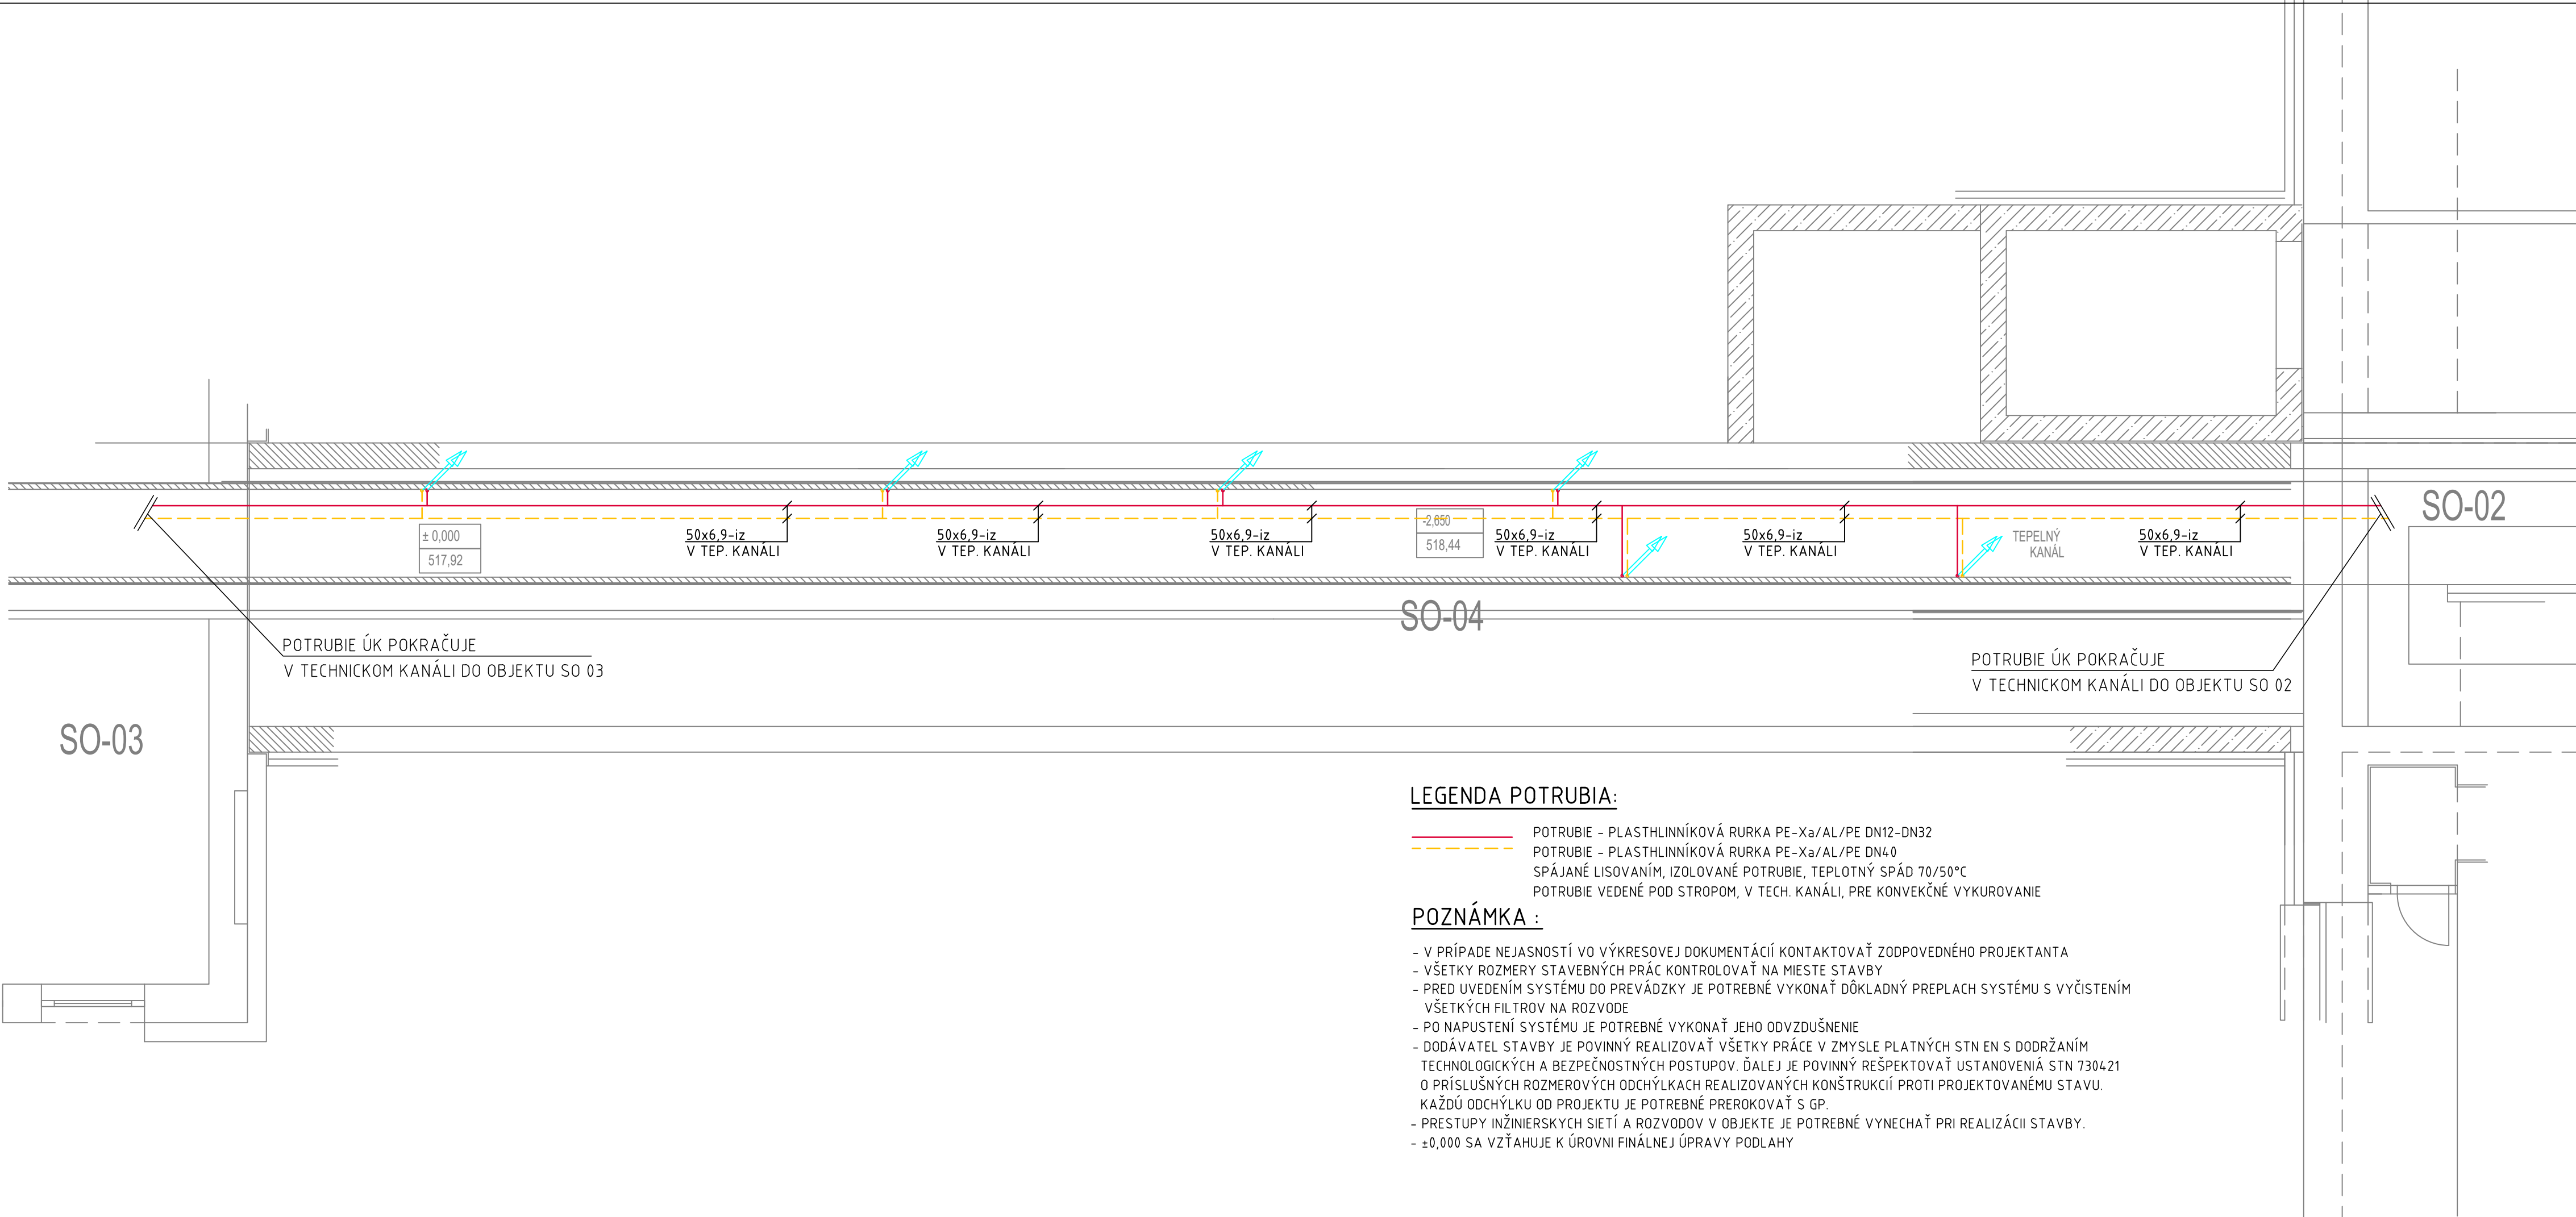 SO-02
± 0,000
517,92
50x6,9-iz
V TEP. KANÁLI
50x6,9-iz
V TEP. KANÁLI
50x6,9-iz
V TEP. KANÁLI
-2,650
518,44
50x6,9-iz
V TEP. KANÁLI
50x6,9-iz
V TEP. KANÁLI
TEPELNÝ
KANÁL
50x6,9-iz
V TEP. KANÁLI
SO-04
POTRUBIE ÚK POKRAČUJE
V TECHNICKOM KANÁLI DO OBJEKTU SO 03
POTRUBIE ÚK POKRAČUJE
V TECHNICKOM KANÁLI DO OBJEKTU SO 02
SO-03
LEGENDA POTRUBIA:
POTRUBIE - PLASTHLINNÍKOVÁ RURKA PE-Xa/AL/PE DN12-DN32
POTRUBIE - PLASTHLINNÍKOVÁ RURKA PE-Xa/AL/PE DN40
SPÁJANÉ LISOVANÍM, IZOLOVANÉ POTRUBIE, TEPLOTNÝ SPÁD 70/50°C
POTRUBIE VEDENÉ POD STROPOM, V TECH. KANÁLI, PRE KONVEKČNÉ VYKUROVANIE
POZNÁMKA :
- V PRÍPADE NEJASNOSTÍ VO VÝKRESOVEJ DOKUMENTÁCIÍ KONTAKTOVAŤ ZODPOVEDNÉHO PROJEKTANTA
- VŠETKY ROZMERY STAVEBNÝCH PRÁC KONTROLOVAŤ NA MIESTE STAVBY
- PRED UVEDENÍM SYSTÉMU DO PREVÁDZKY JE POTREBNÉ VYKONAŤ DÔKLADNÝ PREPLACH SYSTÉMU S VYČISTENÍM
VŠETKÝCH FILTROV NA ROZVODE
- PO NAPUSTENÍ SYSTÉMU JE POTREBNÉ VYKONAŤ JEHO ODVZDUŠNENIE
- DODÁVATEL STAVBY JE POVINNÝ REALIZOVAŤ VŠETKY PRÁCE V ZMYSLE PLATNÝCH STN EN S DODRŽANÍM
TECHNOLOGICKÝCH A BEZPEČNOSTNÝCH POSTUPOV. ĎALEJ JE POVINNÝ REŠPEKTOVAŤ USTANOVENIÁ STN 730421
O PRÍSLUŠNÝCH ROZMEROVÝCH ODCHÝLKACH REALIZOVANÝCH KONŠTRUKCIÍ PROTI PROJEKTOVANÉMU STAVU.
KAŽDÚ ODCHÝLKU OD PROJEKTU JE POTREBNÉ PREROKOVAŤ S GP.
- PRESTUPY INŽINIERSKYCH SIETÍ A ROZVODOV V OBJEKTE JE POTREBNÉ VYNECHAŤ PRI REALIZÁCII STAVBY.
- ±0,000 SA VZŤAHUJE K ÚROVNI FINÁLNEJ ÚPRAVY PODLAHY